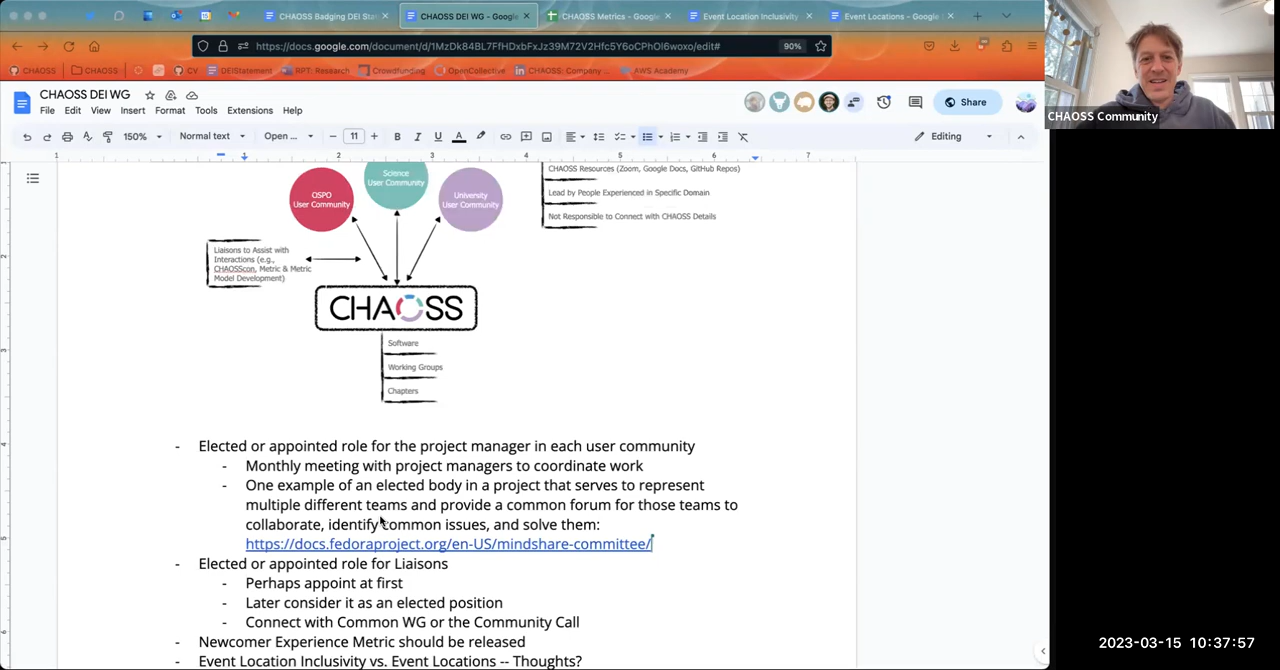 CHAOSS Badging DEI Sta
CHAOSS DEI WG - Google
CHAOSS Metrics - Google
Event Location Inclusivity
Event Locations - Google
https://docs.google.com/document/d/1MzDk84BL7FfHDxbFxJz39M72V2Hfc5Y6oCPhOl6woxo/edit#
90%
CHAOSS
CHAOSS
CV
DEIStatement
RPT: Research
Crowdfunding
OpenCollective
CHAOSS: Company ...
AWS Academy
CHAOSS DEI WG
File Edit View Insert Format Tools Extensions Help
Share
150%
Normal text
Open ...
11
Editing
CHAOSS Community
OSPO
User Community
Science
User Community
University
User Community
CHAOSS Resources (Zoom, Google Docs, GitHub Repos)
Lead by People Experienced in Specific Domain
Not Responsible to Connect with CHAOSS Details
Liaisons to Assist with
Interactions (e.g.,
CHAOSScon, Metric & Metric
Model Development)
CHAOSS
Software
Working Groups
Chapters
- Elected or appointed role for the project manager in each user community
- Monthly meeting with project managers to coordinate work
- One example of an elected body in a project that serves to represent
multiple different teams and provide a common forum for those teams to
collaborate, identify common issues, and solve them:
https://docs.fedoraproject.org/en-US/mindshare-committee/
- Elected or appointed role for Liaisons
- Perhaps appoint at first
- Later consider it as an elected position
- Connect with Common WG or the Community Call
- Newcomer Experience Metric should be released
- Event Location Inclusivity vs. Event Locations -- Thoughts?
2023-03-15 10:37:57